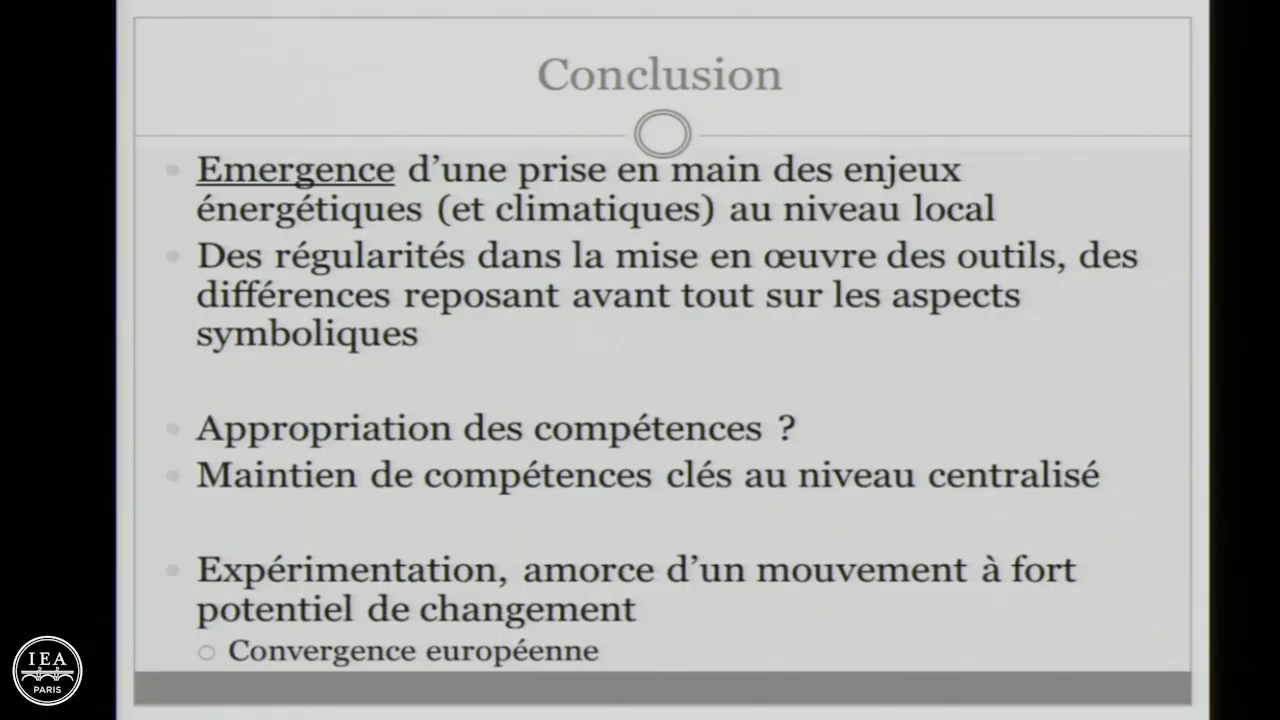 Conclusion
Emergence d’une prise en main des enjeux
énergétiques (et climatiques) au niveau local
Des régularités dans la mise en œuvre des outils, des
différences reposant avant tout sur les aspects
symboliques
Appropriation des compétences ?
Maintien de compétences clés au niveau centralisé
Expérimentation, amorce d’un mouvement à fort
potentiel de changement
Convergence européenne
IEA
PARIS